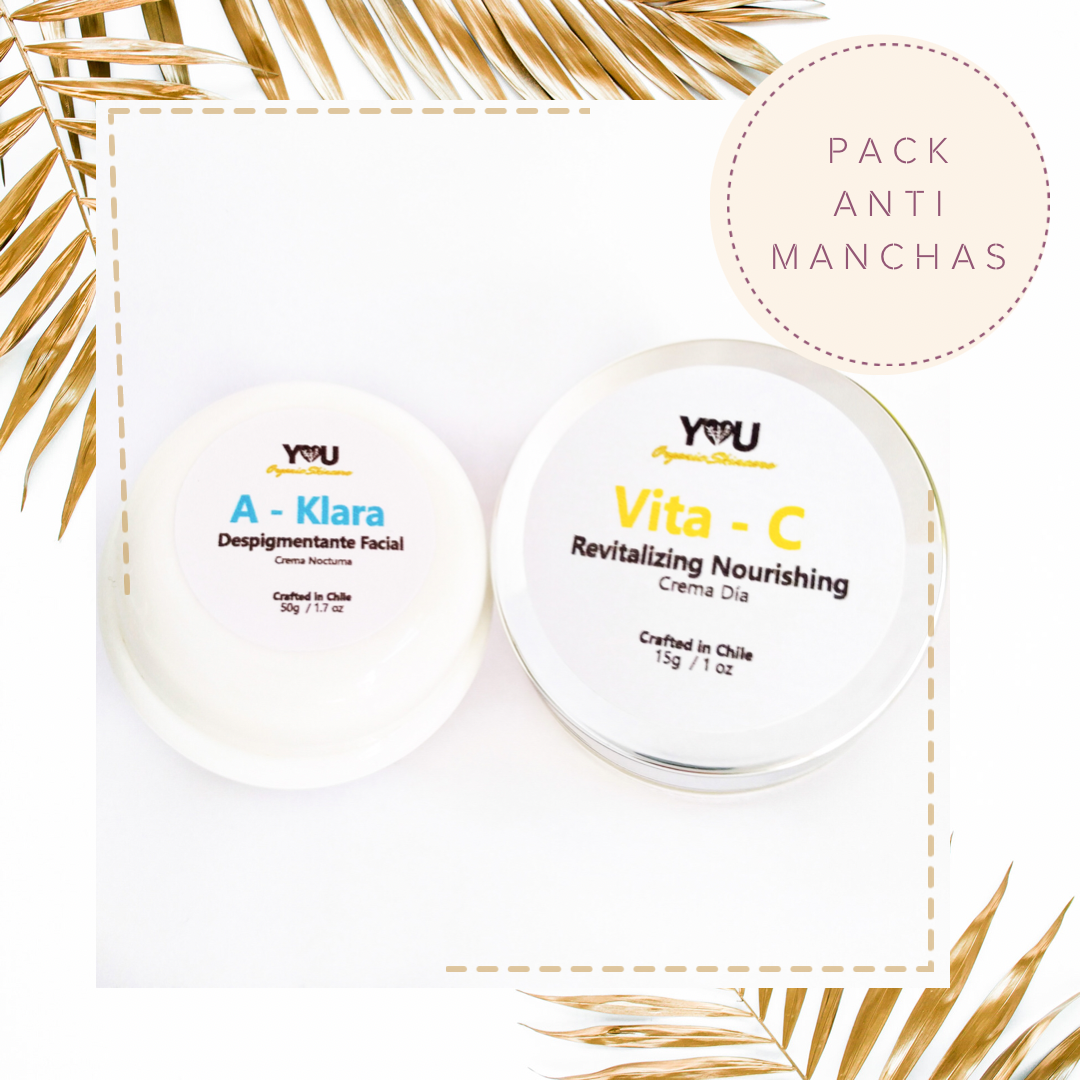 PACK
ANTI
MANCHAS
YOU
Organic Skincare
A - Klara
Despigmentante Facial
Crema Nocturna
Crafted in Chile
50g / 1.7 oz
YOU
Organic Skincare
Vita - C
Revitalizing Nourishing
Crema Día
Crafted in Chile
15g / 1 oz